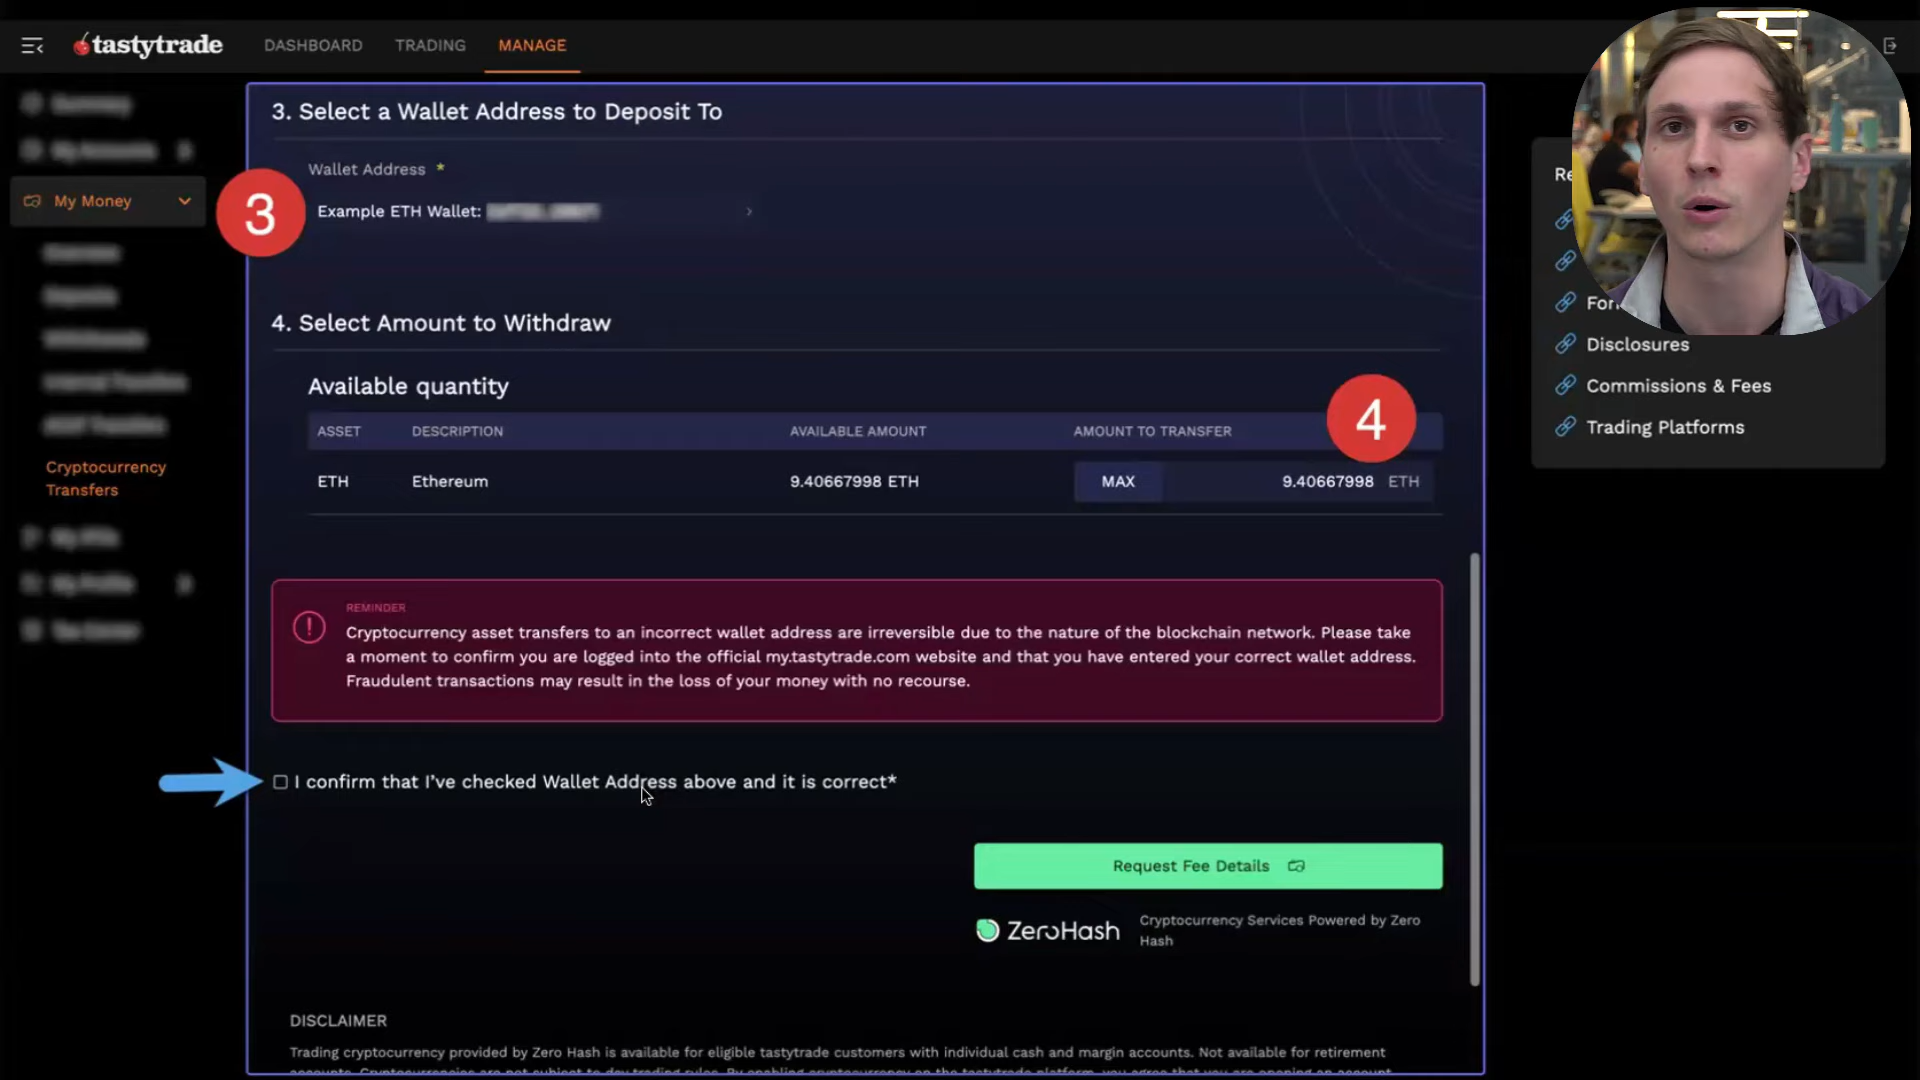 tastytrade
DASHBOARD
TRADING
MANAGE
My Money
Cryptocurrency
Transfers
3. Select a Wallet Address to Deposit To
Wallet Address *
3
Example ETH Wallet:
4. Select Amount to Withdraw
Available quantity
4
ASSET DESCRIPTION AVAILABLE AMOUNT AMOUNT TO TRANSFER
ETH Ethereum 9.40667998 ETH MAX 9.40667998 ETH
REMINDER
Cryptocurrency asset transfers to an incorrect wallet address are irreversible due to the nature of the blockchain network. Please take
a moment to confirm you are logged into the official my.tastytrade.com website and that you have entered your correct wallet address.
Fraudulent transactions may result in the loss of your money with no recourse.
I confirm that I've checked Wallet Address above and it is correct*
Request Fee Details
ZeroHash
Cryptocurrency Services Powered by Zero
Hash
DISCLAIMER
Trading cryptocurrency provided by Zero Hash is available for eligible tastytrade customers with individual cash and margin accounts. Not available for retirement
Disclosures
Commissions & Fees
Trading Platforms